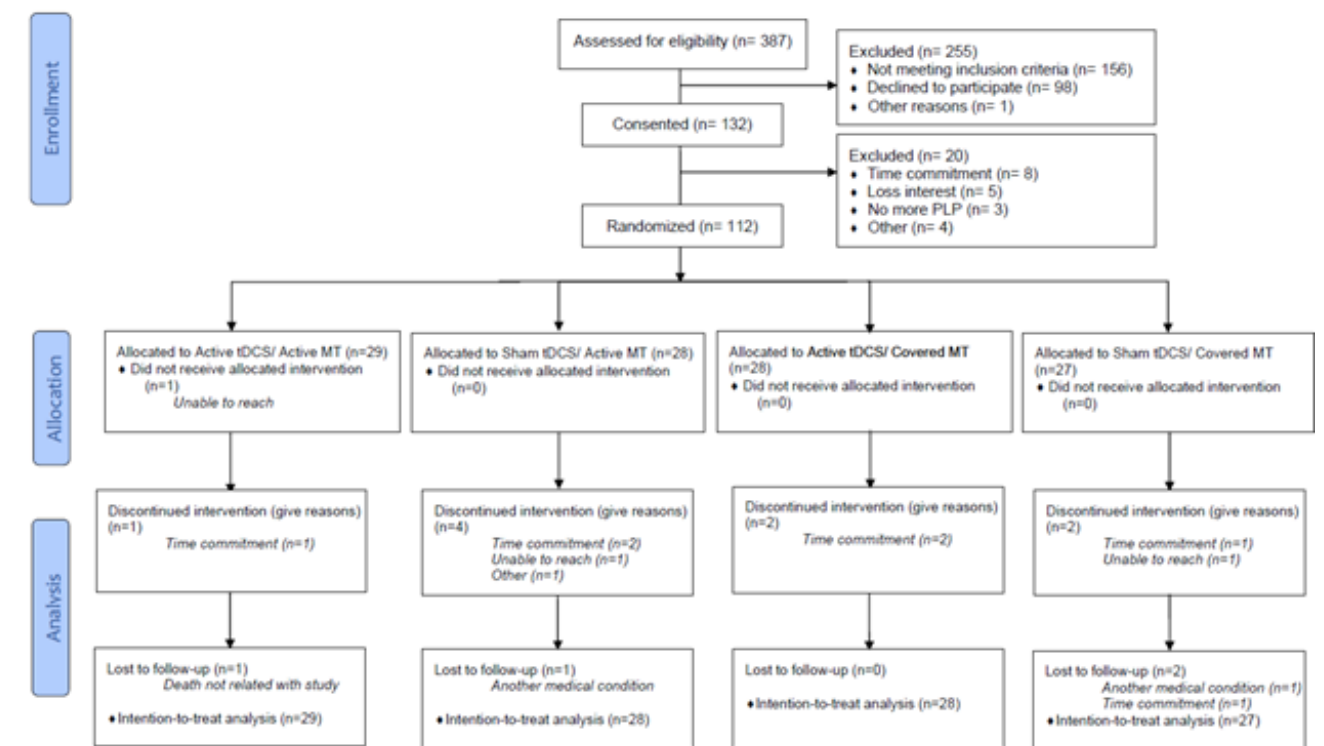 Enrollment
Assessed for eligibility (n= 387)
Excluded (n= 255)
♦ Not meeting inclusion criteria (n= 156)
♦ Declined to participate (n= 98)
♦ Other reasons (n= 1)
Consented (n= 132)
Excluded (n= 20)
♦ Time commitment (n= 8)
♦ Loss interest (n= 5)
♦ No more PLP (n= 3)
♦ Other (n= 4)
Randomized (n= 112)
Allocation
Allocated to Active tDCS/ Active MT (n=29)
♦ Did not receive allocated intervention
(n=1)
Unable to reach
Allocated to Sham tDCS/ Active MT (n=28)
♦ Did not receive allocated intervention
(n=0)
Allocated to Active tDCS/ Covered MT
(n=28)
♦ Did not receive allocated intervention
(n=0)
Allocated to Sham tDCS/ Covered MT
(n=27)
♦ Did not receive allocated intervention
(n=0)
Analysis
Discontinued intervention (give reasons)
(n=1)
Time commitment (n=1)
Discontinued intervention (give reasons)
(n=4)
Time commitment (n=2)
Unable to reach (n=1)
Other (n=1)
Discontinued intervention (give reasons)
(n=2)
Time commitment (n=2)
Discontinued intervention (give reasons)
(n=2)
Time commitment (n=1)
Unable to reach (n=1)
Lost to follow-up (n=1)
Death not related with study
♦Intention-to-treat analysis (n=29)
Lost to follow-up (n=1)
Another medical condition
♦Intention-to-treat analysis (n=28)
Lost to follow-up (n=0)
♦Intention-to-treat analysis (n=28)
Lost to follow-up (n=2)
Another medical condition (n=1)
Time commitment (n=1)
♦Intention-to-treat analysis (n=27)